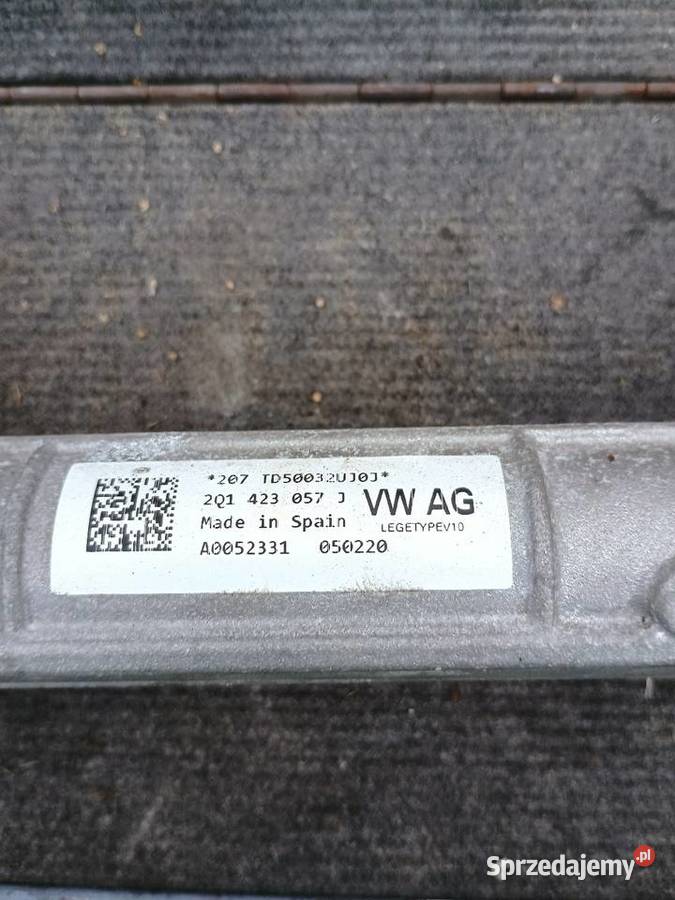 *207 TD50032UJ0J*
2Q1 423 057 J
VW AG
Made in Spain
LEGETYPEV10
A0052331 050220
Sprzedajemy.pl